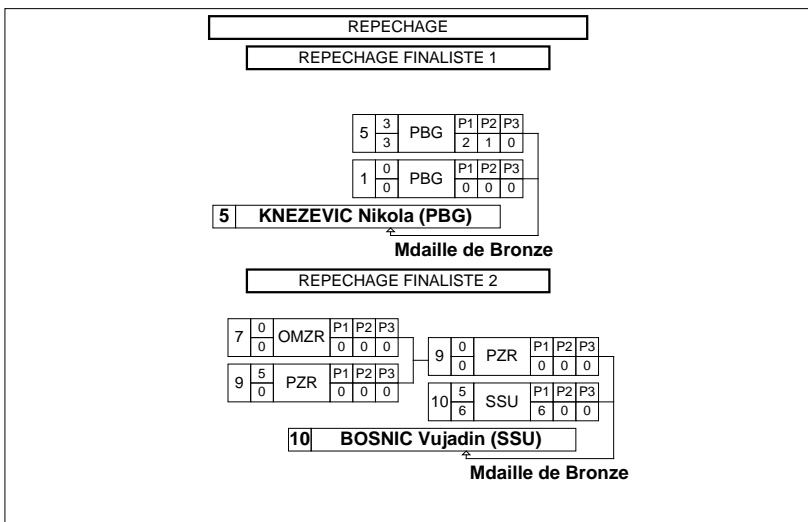 REPECHAGE
REPECHAGE FINALISTE 1
5 3 PBG P1 P2 P3
3 2 1 0
1 0 PBG P1 P2 P3
0 0 0 0
5 KNEZEVIC Nikola (PBG)
Mdaille de Bronze
REPECHAGE FINALISTE 2
7 0 OMZR P1 P2 P3
0 0 0 0
9 0 PZR P1 P2 P3
0 0 0 0
9 5 PZR P1 P2 P3
0 0 0 0
10 5 SSU P1 P2 P3
6 6 0 0
10 BOSNIC Vujadin (SSU)
Mdaille de Bronze